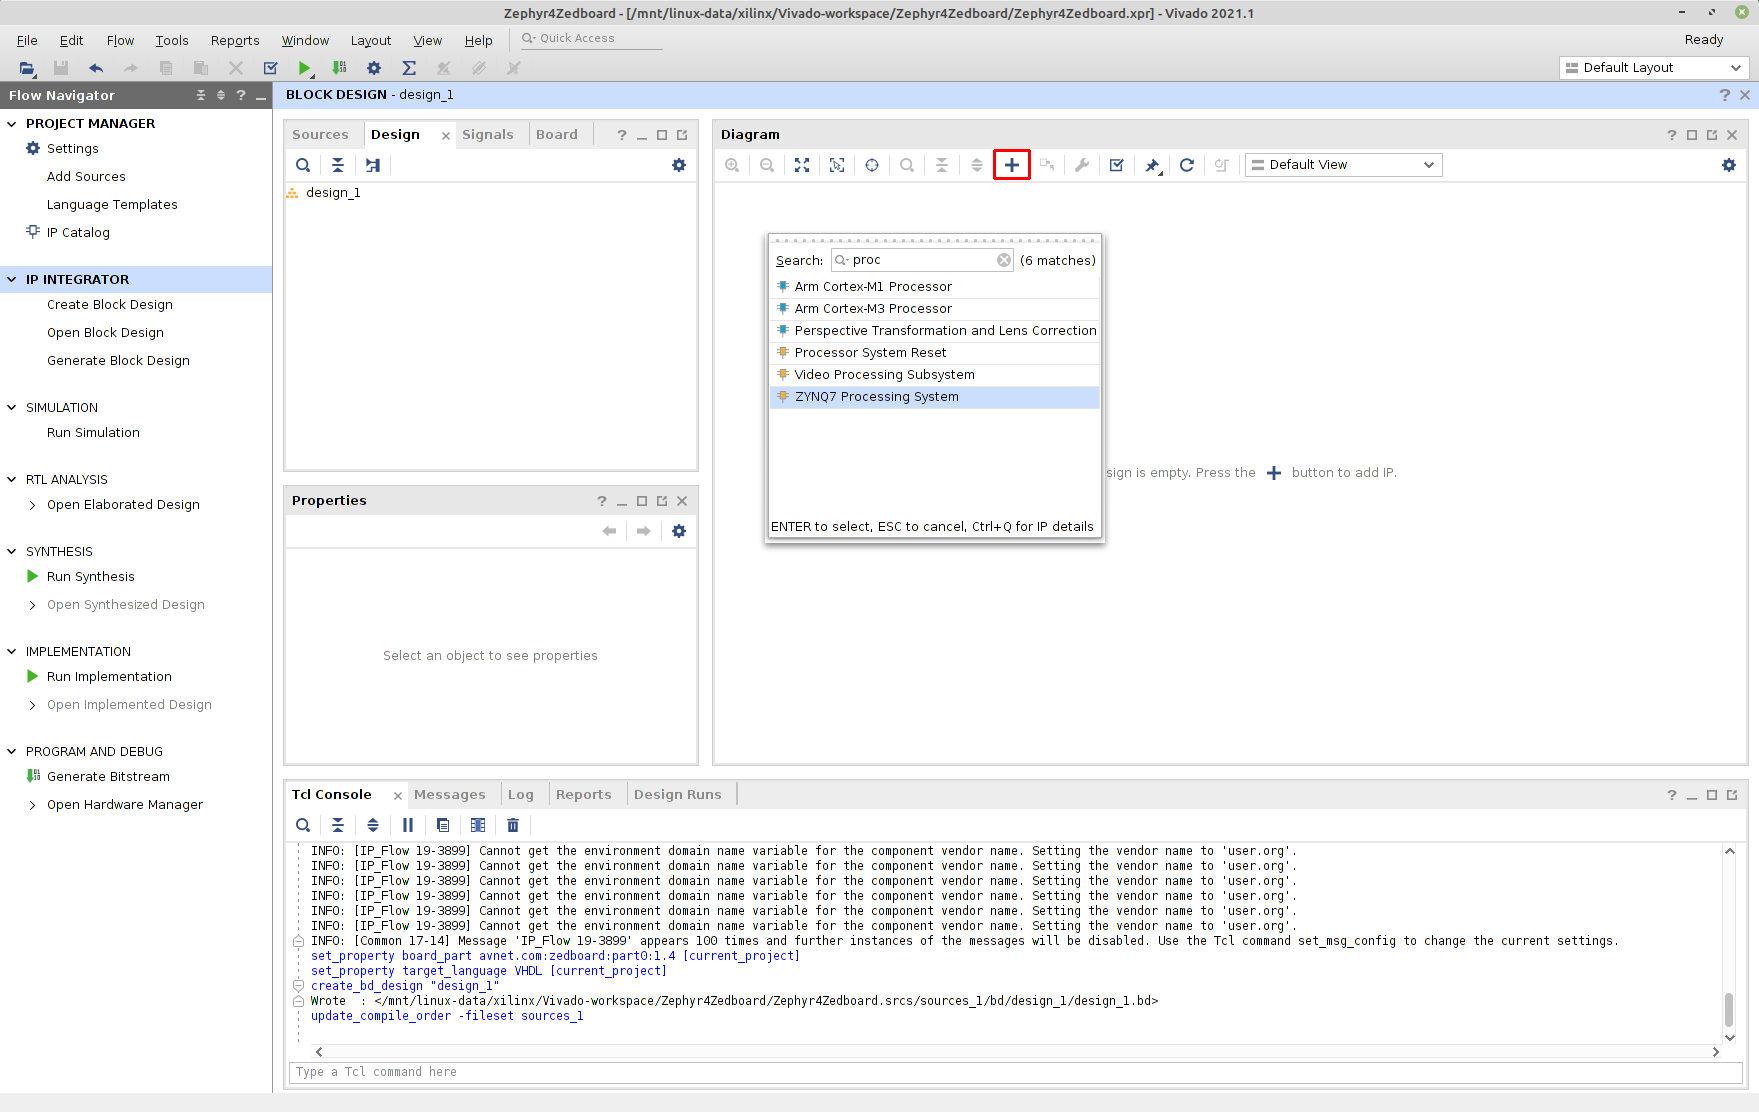 Zephyr4Zedboard - [/mnt/linux-data/xilinx/Vivado-workspace/Zephyr4Zedboard/Zephyr4Zedboard.xpr] - Vivado 2021.1
File Edit Flow Tools Reports Window Layout View Help Quick Access Ready
Default Layout
Flow Navigator
BLOCK DESIGN - design_1
PROJECT MANAGER
Settings
Add Sources
Language Templates
IP Catalog
IP INTEGRATOR
Create Block Design
Open Block Design
Generate Block Design
SIMULATION
Run Simulation
RTL ANALYSIS
Open Elaborated Design
SYNTHESIS
Run Synthesis
Open Synthesized Design
IMPLEMENTATION
Run Implementation
Open Implemented Design
PROGRAM AND DEBUG
Generate Bitstream
Open Hardware Manager
Sources Design Signals Board
design_1
Properties
Select an object to see properties
Diagram
Default View
Search: proc (6 matches)
Arm Cortex-M1 Processor
Arm Cortex-M3 Processor
Perspective Transformation and Lens Correction
Processor System Reset
Video Processing Subsystem
ZYNQ7 Processing System
ENTER to select, ESC to cancel, Ctrl+Q for IP details
sign is empty. Press the + button to add IP.
Tcl Console Messages Log Reports Design Runs
INFO: [IP_Flow 19-3899] Cannot get the environment domain name variable for the component vendor name. Setting the vendor name to 'user.org'.
INFO: [IP_Flow 19-3899] Cannot get the environment domain name variable for the component vendor name. Setting the vendor name to 'user.org'.
INFO: [IP_Flow 19-3899] Cannot get the environment domain name variable for the component vendor name. Setting the vendor name to 'user.org'.
INFO: [IP_Flow 19-3899] Cannot get the environment domain name variable for the component vendor name. Setting the vendor name to 'user.org'.
INFO: [IP_Flow 19-3899] Cannot get the environment domain name variable for the component vendor name. Setting the vendor name to 'user.org'.
INFO: [IP_Flow 19-3899] Cannot get the environment domain name variable for the component vendor name. Setting the vendor name to 'user.org'.
INFO: [Common 17-14] Message 'IP_Flow 19-3899' appears 100 times and further instances of the messages will be disabled. Use the Tcl command set_msg_config to change the current settings.
set_property board_part avnet.com:zedboard:part0:1.4 [current_project]
set_property target_language VHDL [current_project]
create_bd_design "design_1"
Wrote  : </mnt/linux-data/xilinx/Vivado-workspace/Zephyr4Zedboard/Zephyr4Zedboard.srcs/sources_1/bd/design_1/design_1.bd>
update_compile_order -fileset sources_1
Type a Tcl command here